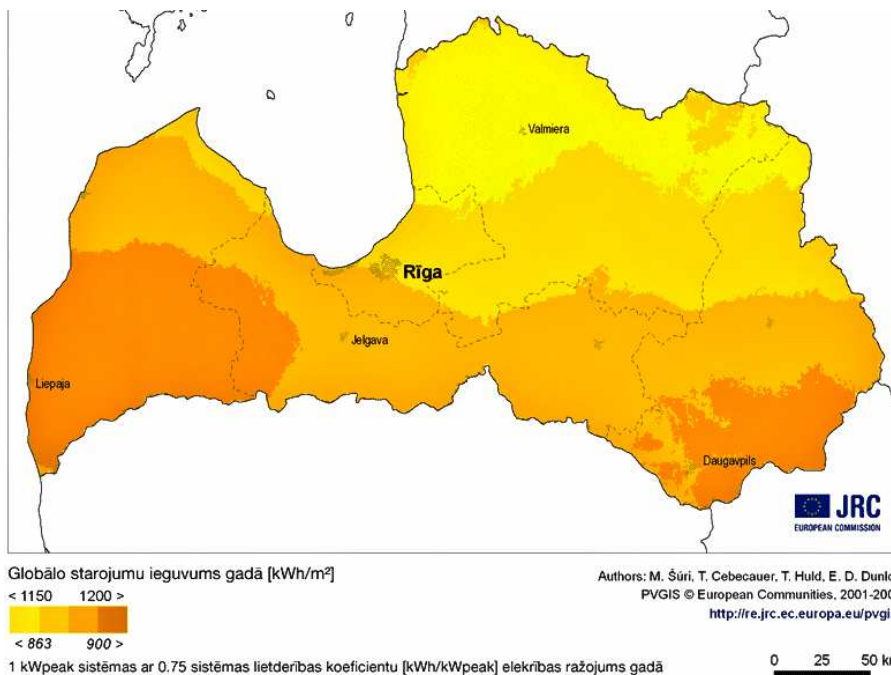 Valmiera
Rīga
Jelgava
Liepaja
Daugavpils
JRC
EUROPEAN COMMISSION
Globālo starojumu ieguvums gadā [kWh/m²]
< 1150 1200 >
< 863 900 >
1 kWpeak sistēmas ar 0.75 sistēmas lietderības koeficientu [kWh/kWpeak] elekrības ražojums gadā
Authors: M. Šúri, T. Cebecauer, T. Huld, E. D. Dunlo
PVGIS © European Communities, 2001-200
http://re.jrc.ec.europa.eu/pvgi
0 25 50 km